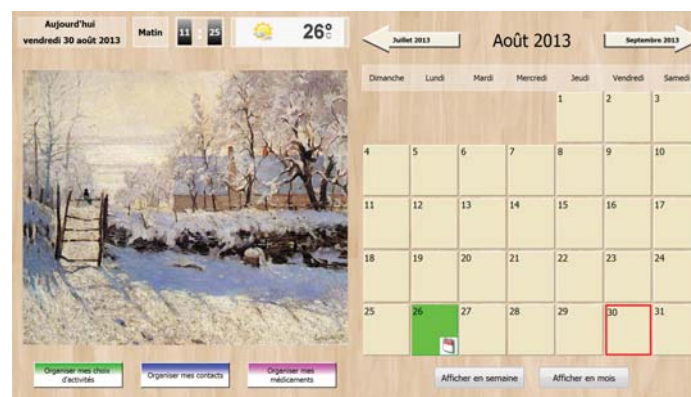 Aujourd'hui
vendredi 30 août 2013
Matin
11 : 25
26°
Juillet 2013
Août 2013
Septembre 2013
Dimanche Lundi Mardi Mercredi Jeudi Vendredi Samedi
1 2 3
4 5 6 7 8 9 10
11 12 13 14 15 16 17
18 19 20 21 22 23 24
25 26 27 28 29 30 31
Organiser mes choix
d'activités
Organiser mes contacts
Organiser mes
médicaments
Afficher en semaine
Afficher en mois